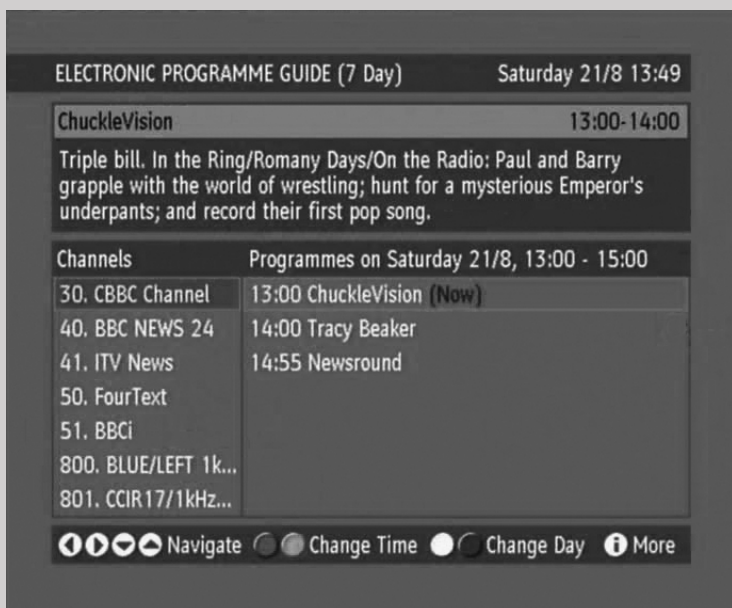 ELECTRONIC PROGRAMME GUIDE (7 Day) Saturday 21/8 13:49
ChuckleVision 13:00-14:00
Triple bill. In the Ring/Romany Days/On the Radio: Paul and Barry
grapple with the world of wrestling; hunt for a mysterious Emperor's
underpants; and record their first pop song.
Channels Programmes on Saturday 21/8, 13:00 - 15:00
30. CBBC Channel 13:00 ChuckleVision (Now)
40. BBC NEWS 24 14:00 Tracy Beaker
41. ITV News 14:55 Newsround
50. FourText
51. BBCi
800. BLUE/LEFT 1k...
801. CCIR17/1kHz...
Navigate Change Time Change Day i More